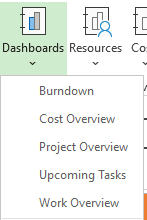 Dashboards Resources
Burndown
Cost Overview
Project Overview
Upcoming Tasks
Work Overview